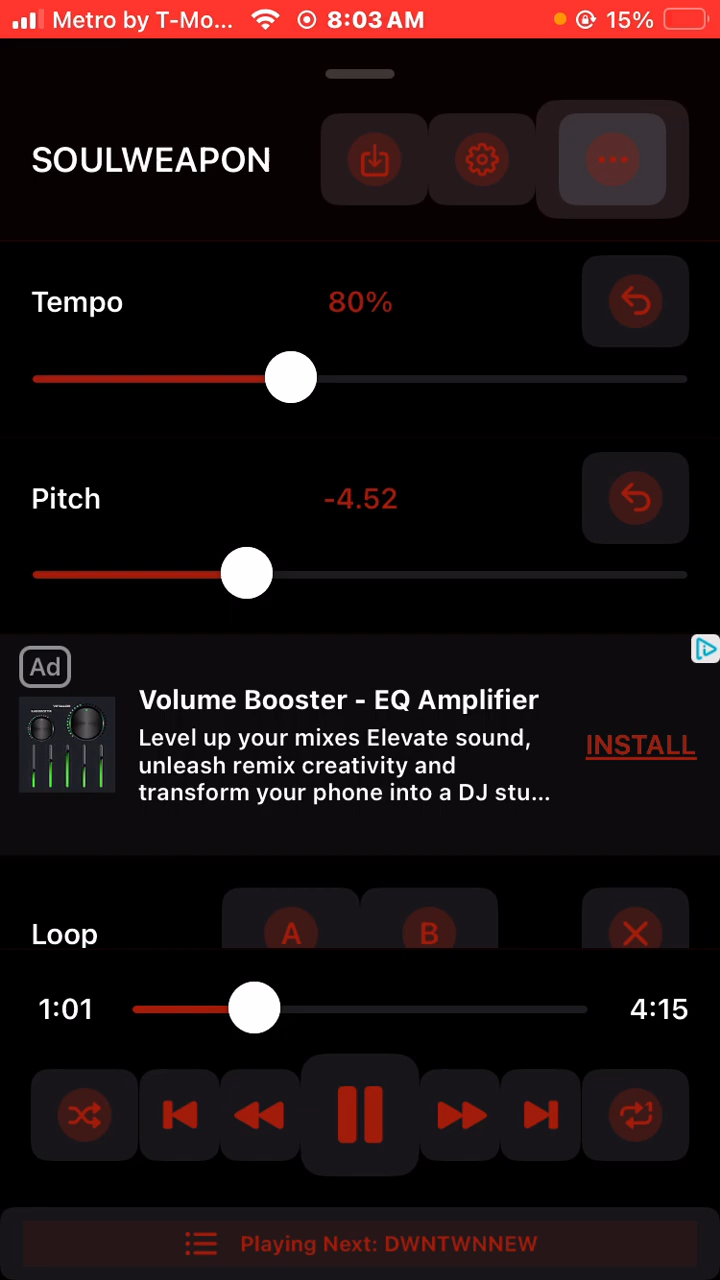 Metro by T-Mo... 8:03 AM 15%
SOULWEAPON
Tempo 80%
Pitch -4.52
Ad
Volume Booster - EQ Amplifier
Level up your mixes Elevate sound,
unleash remix creativity and
transform your phone into a DJ stu...
INSTALL
Loop A B
1:01 4:15
Playing Next: DWNTWNNEW